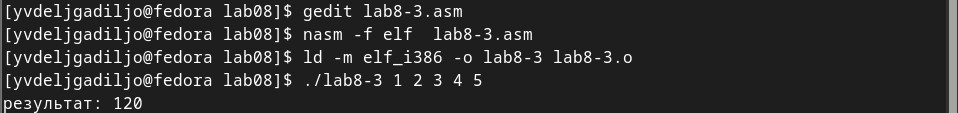 [yvdeljgadiljo@fedora lab08]$ gedit lab8-3.asm
[yvdeljgadiljo@fedora lab08]$ nasm -f elf  lab8-3.asm
[yvdeljgadiljo@fedora lab08]$ ld -m elf_i386 -o lab8-3 lab8-3.o
[yvdeljgadiljo@fedora lab08]$ ./lab8-3 1 2 3 4 5
результат: 120